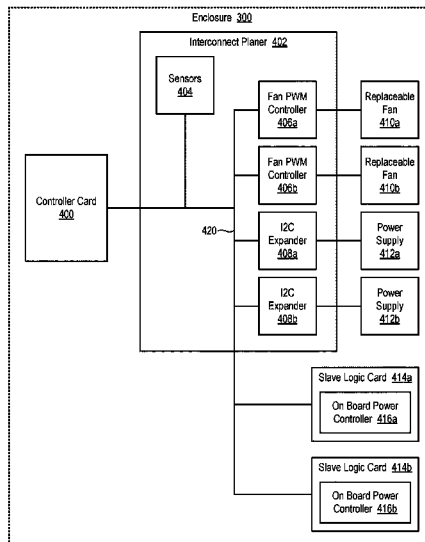 Enclosure 300
Interconnect Planer 402
Sensors
404
Fan PWM
Controller
406a
Replaceable
Fan
410a
Fan PWM
Controller
406b
Replaceable
Fan
410b
Controller Card
400
420
I2C
Expander
408a
Power
Supply
412a
I2C
Expander
408b
Power
Supply
412b
Slave Logic Card 414a
On Board Power
Controller 416a
Slave Logic Card 414b
On Board Power
Controller 416b